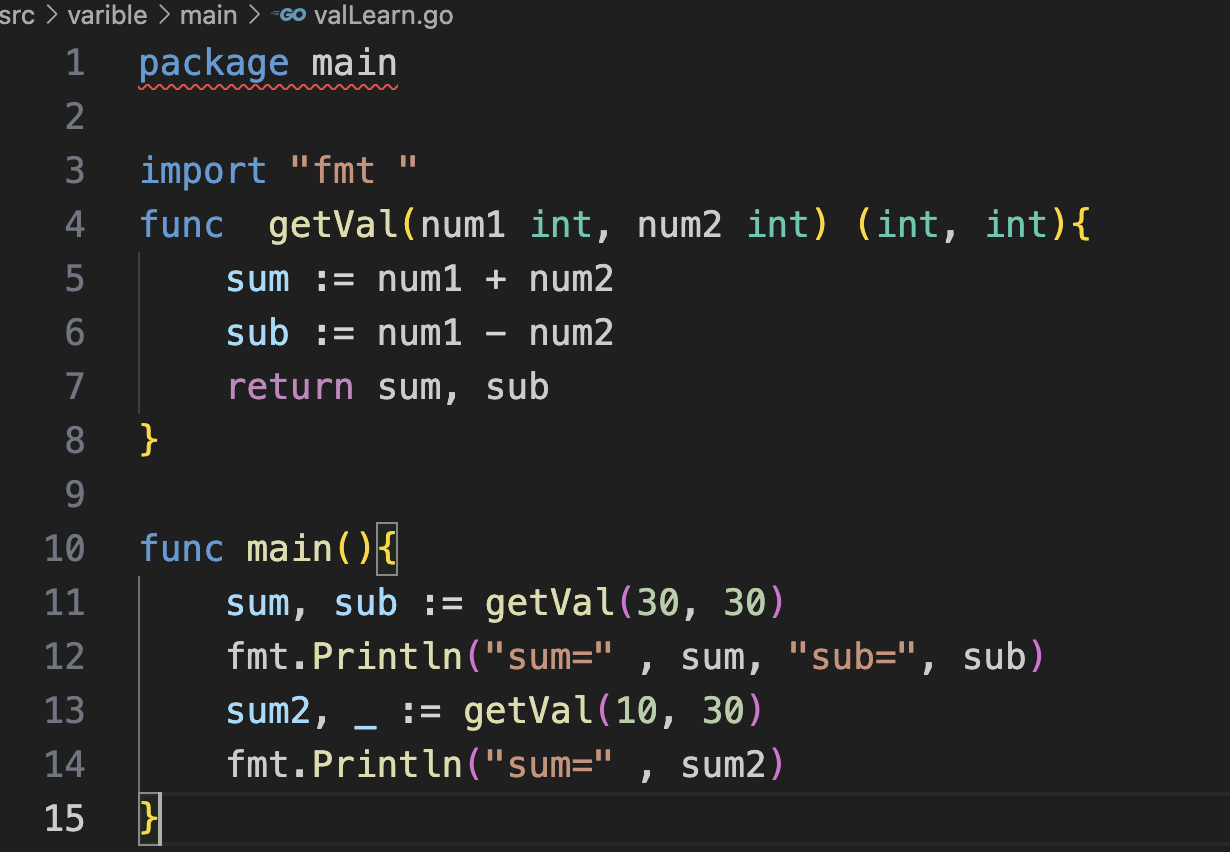 src > varible > main > GO valLearn.go
1 package main
2
3 import "fmt "
4 func  getVal(num1 int, num2 int) (int, int){
5     sum := num1 + num2
6     sub := num1 - num2
7     return sum, sub
8 }
9
10 func main(){
11     sum, sub := getVal(30, 30)
12     fmt.Println("sum=" , sum, "sub=", sub)
13     sum2, _ := getVal(10, 30)
14     fmt.Println("sum=" , sum2)
15 }